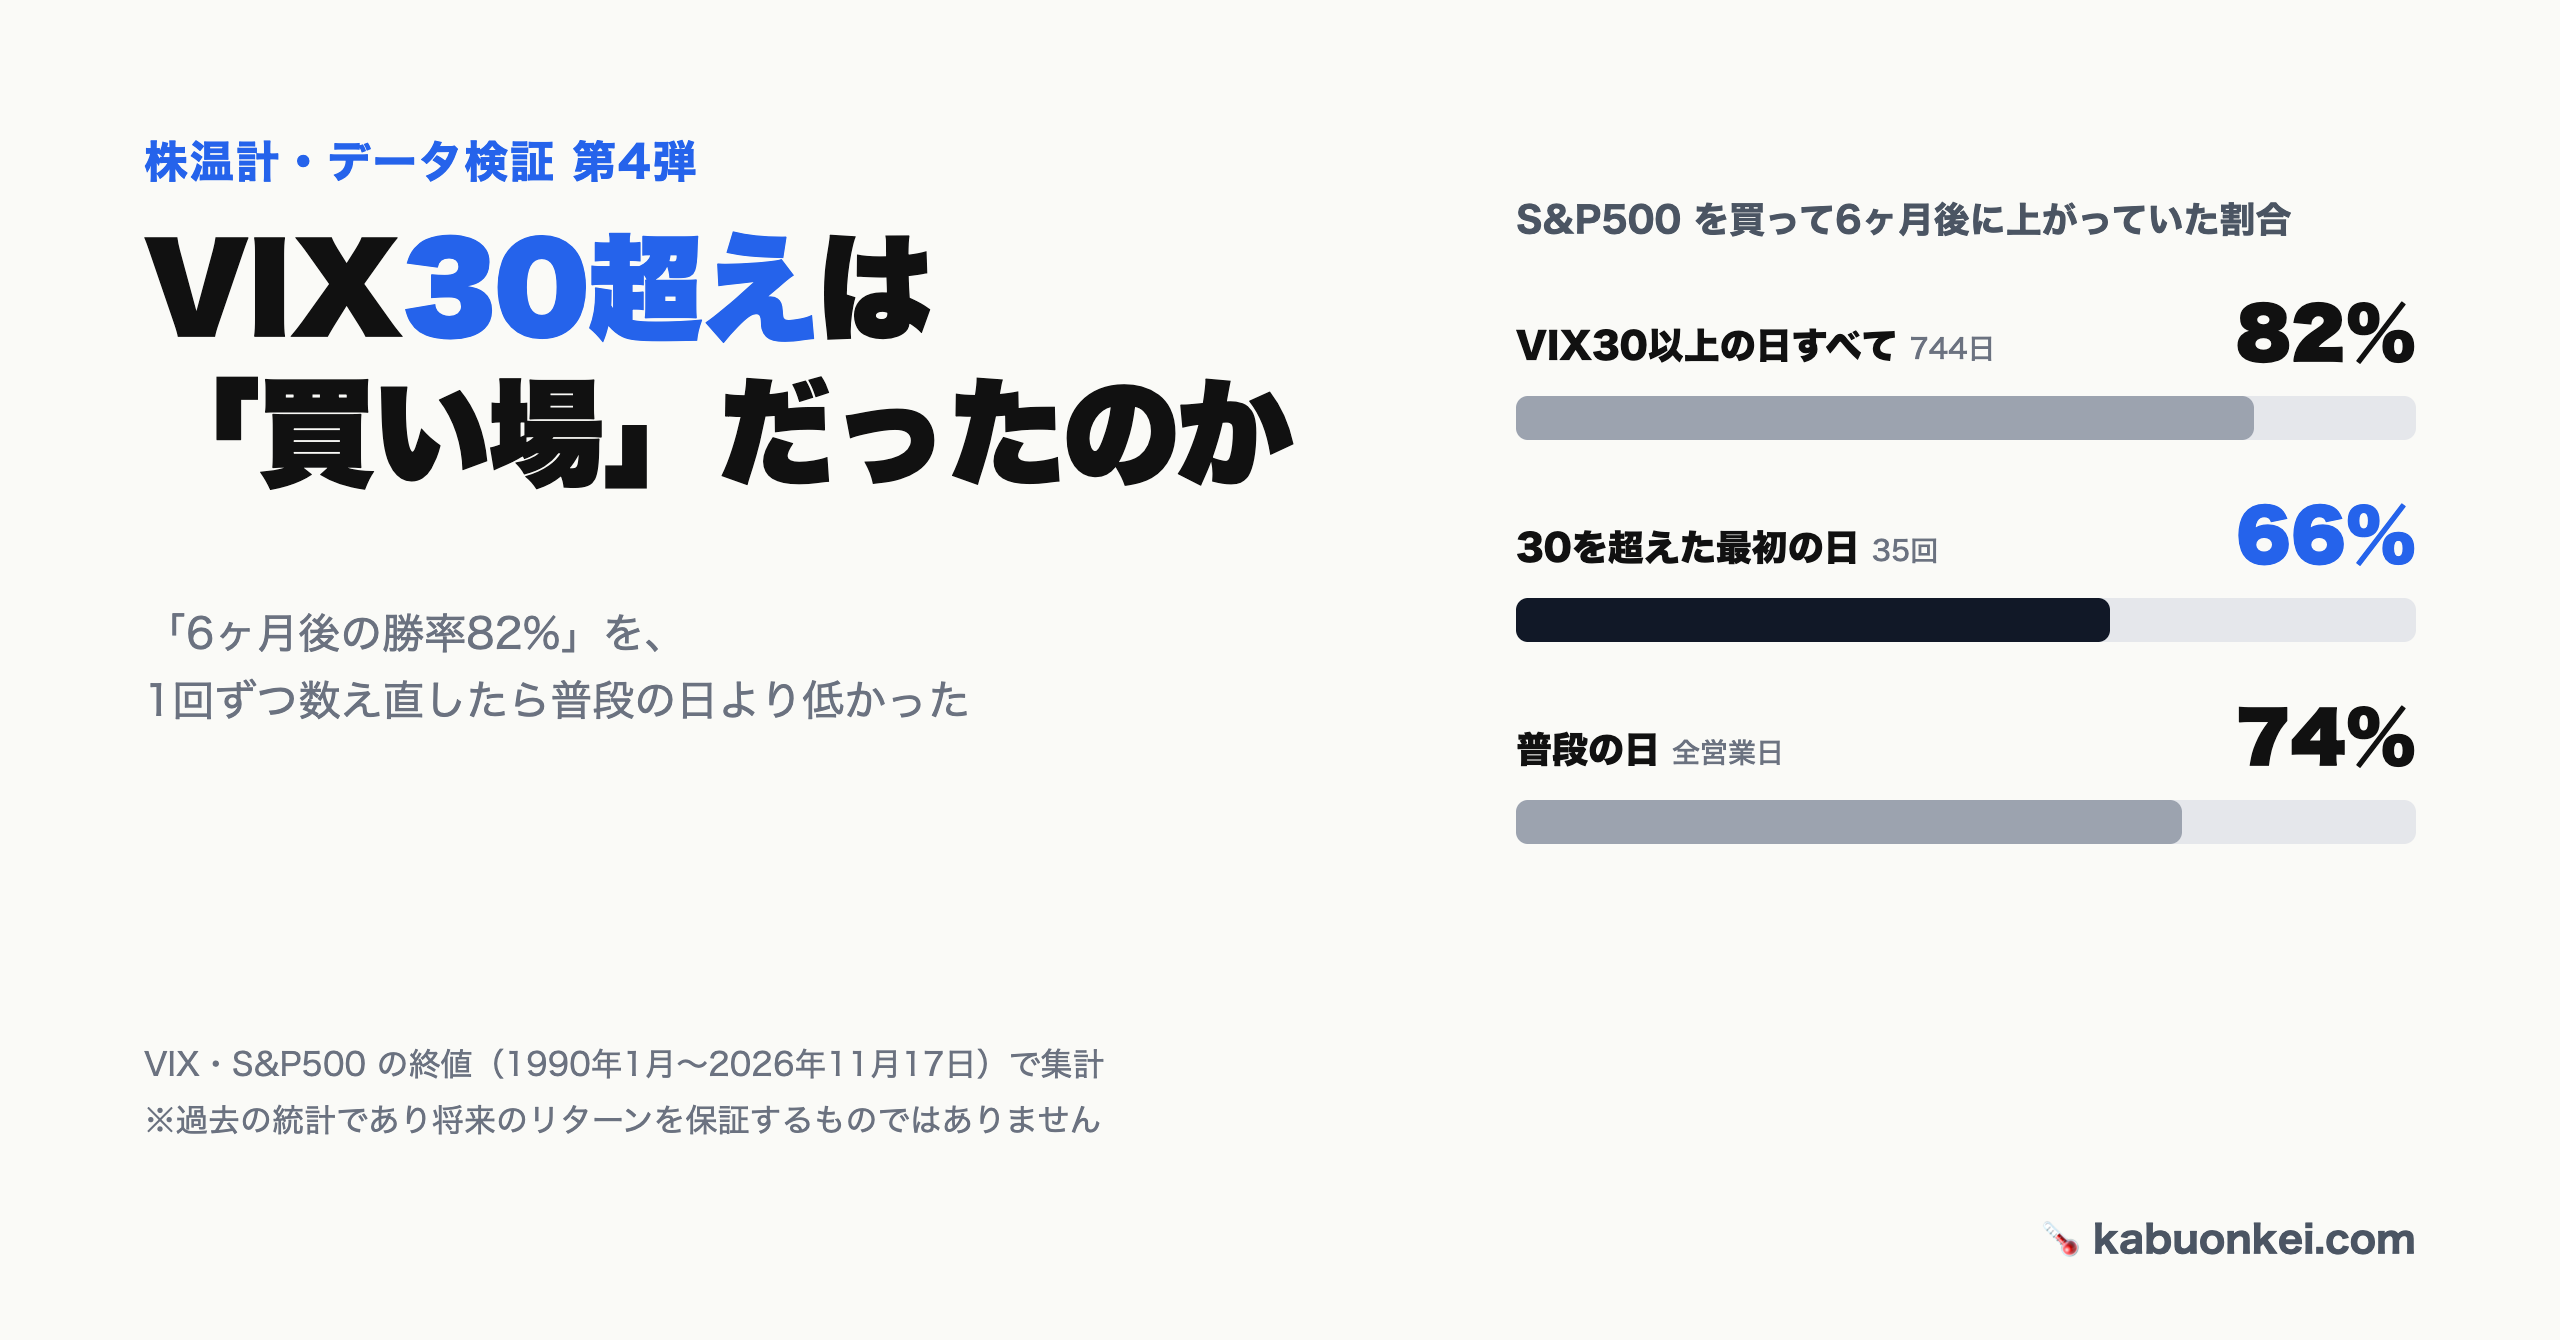 株温計・データ検証 第4弾
VIX30超えは
「買い場」だったのか
「6ヶ月後の勝率82%」を、
1回ずつ数え直したら普段の日より低かった
VIX・S&P500 の終値（1990年1月〜2026年11月17日）で集計
※過去の統計であり将来のリターンを保証するものではありません
S&P500 を買って6ヶ月後に上がっていた割合
VIX30以上の日すべて 744日 82%
30を超えた最初の日 35回 66%
普段の日 全営業日 74%
kabuonkei.com